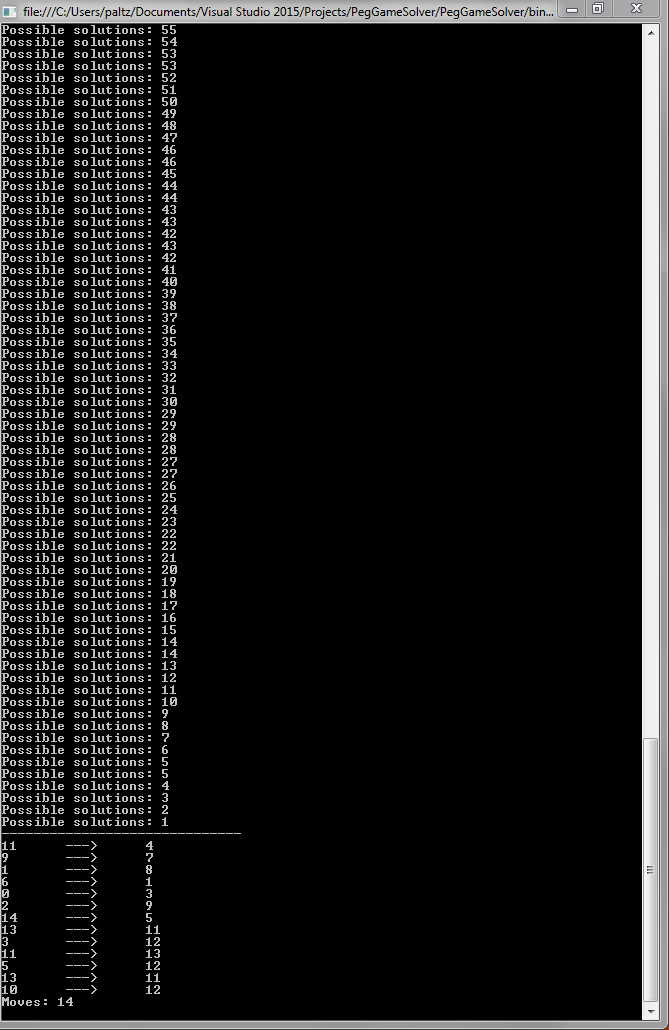 file:///C:/Users/paltz/Documents/Visual Studio 2015/Projects/PegGameSolver/PegGameSolver/bin...
Possible solutions: 55
Possible solutions: 54
Possible solutions: 53
Possible solutions: 53
Possible solutions: 52
Possible solutions: 51
Possible solutions: 50
Possible solutions: 49
Possible solutions: 48
Possible solutions: 47
Possible solutions: 46
Possible solutions: 46
Possible solutions: 45
Possible solutions: 44
Possible solutions: 44
Possible solutions: 43
Possible solutions: 43
Possible solutions: 42
Possible solutions: 43
Possible solutions: 42
Possible solutions: 41
Possible solutions: 40
Possible solutions: 39
Possible solutions: 38
Possible solutions: 37
Possible solutions: 36
Possible solutions: 35
Possible solutions: 34
Possible solutions: 33
Possible solutions: 32
Possible solutions: 31
Possible solutions: 30
Possible solutions: 29
Possible solutions: 29
Possible solutions: 28
Possible solutions: 28
Possible solutions: 27
Possible solutions: 27
Possible solutions: 26
Possible solutions: 25
Possible solutions: 24
Possible solutions: 23
Possible solutions: 22
Possible solutions: 22
Possible solutions: 21
Possible solutions: 20
Possible solutions: 19
Possible solutions: 18
Possible solutions: 17
Possible solutions: 16
Possible solutions: 15
Possible solutions: 14
Possible solutions: 14
Possible solutions: 13
Possible solutions: 12
Possible solutions: 11
Possible solutions: 10
Possible solutions: 9
Possible solutions: 8
Possible solutions: 7
Possible solutions: 6
Possible solutions: 5
Possible solutions: 5
Possible solutions: 4
Possible solutions: 3
Possible solutions: 2
Possible solutions: 1
------------------------------
11 ---> 4
9 ---> 7
1 ---> 8
6 ---> 1
0 ---> 3
2 ---> 9
14 ---> 5
13 ---> 11
3 ---> 12
11 ---> 13
5 ---> 12
13 ---> 11
10 ---> 12
Moves: 14